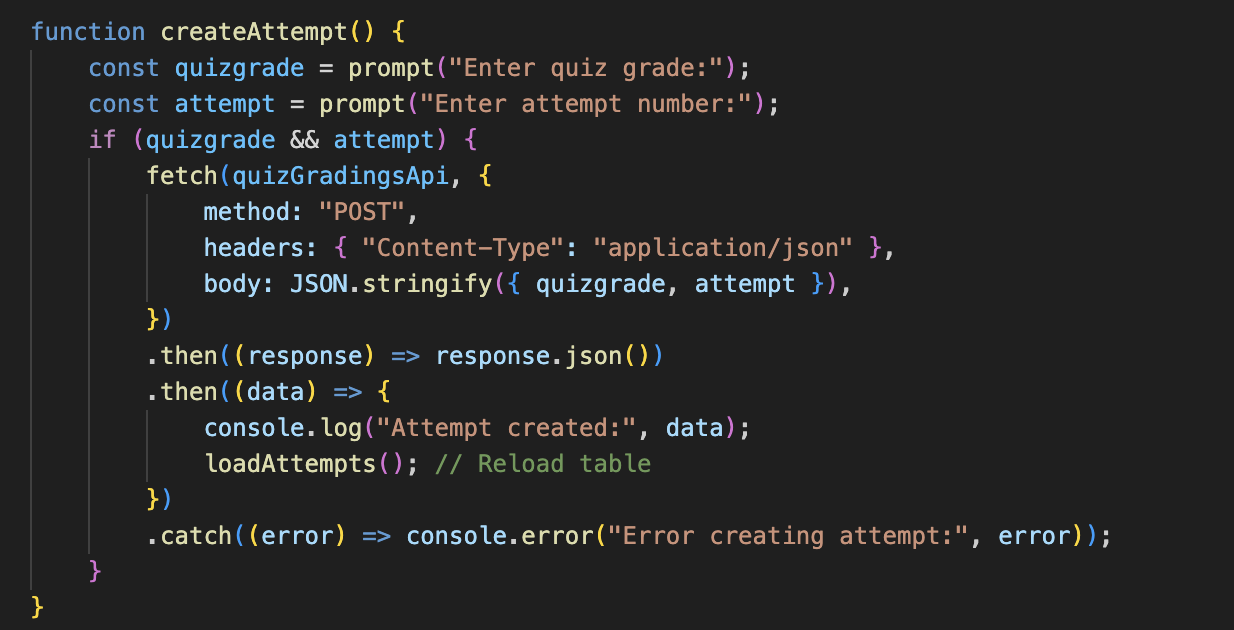 function createAttempt() {
    const quizgrade = prompt("Enter quiz grade:");
    const attempt = prompt("Enter attempt number:");
    if (quizgrade && attempt) {
        fetch(quizGradingsApi, {
            method: "POST",
            headers: { "Content-Type": "application/json" },
            body: JSON.stringify({ quizgrade, attempt }),
        })
        .then((response) => response.json())
        .then((data) => {
            console.log("Attempt created:", data);
            loadAttempts(); // Reload table
        })
        .catch((error) => console.error("Error creating attempt:", error));
    }
}